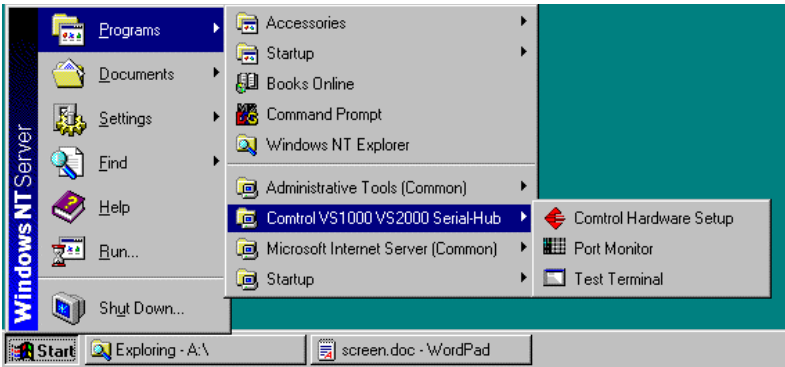 Windows NT Server
Programs
Documents
Settings
Find
Help
Run...
Shut Down...
Accessories
Startup
Books Online
Command Prompt
Windows NT Explorer
Administrative Tools (Common)
Comtrol VS1000 VS2000 Serial-Hub
Microsoft Internet Server (Common)
Startup
Comtrol Hardware Setup
Port Monitor
Test Terminal
Start
Exploring - A:\
screen.doc - WordPad